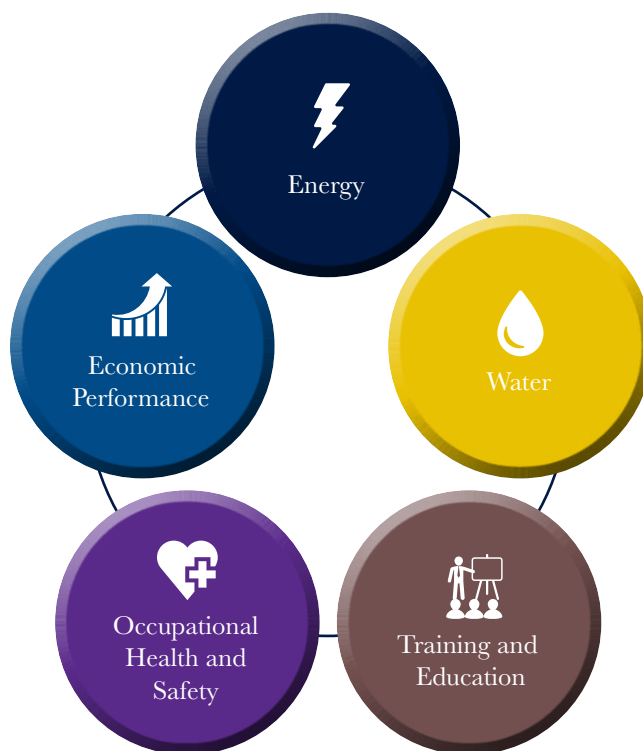 Energy
Water
Training and
Education
Occupational
Health and
Safety
Economic
Performance